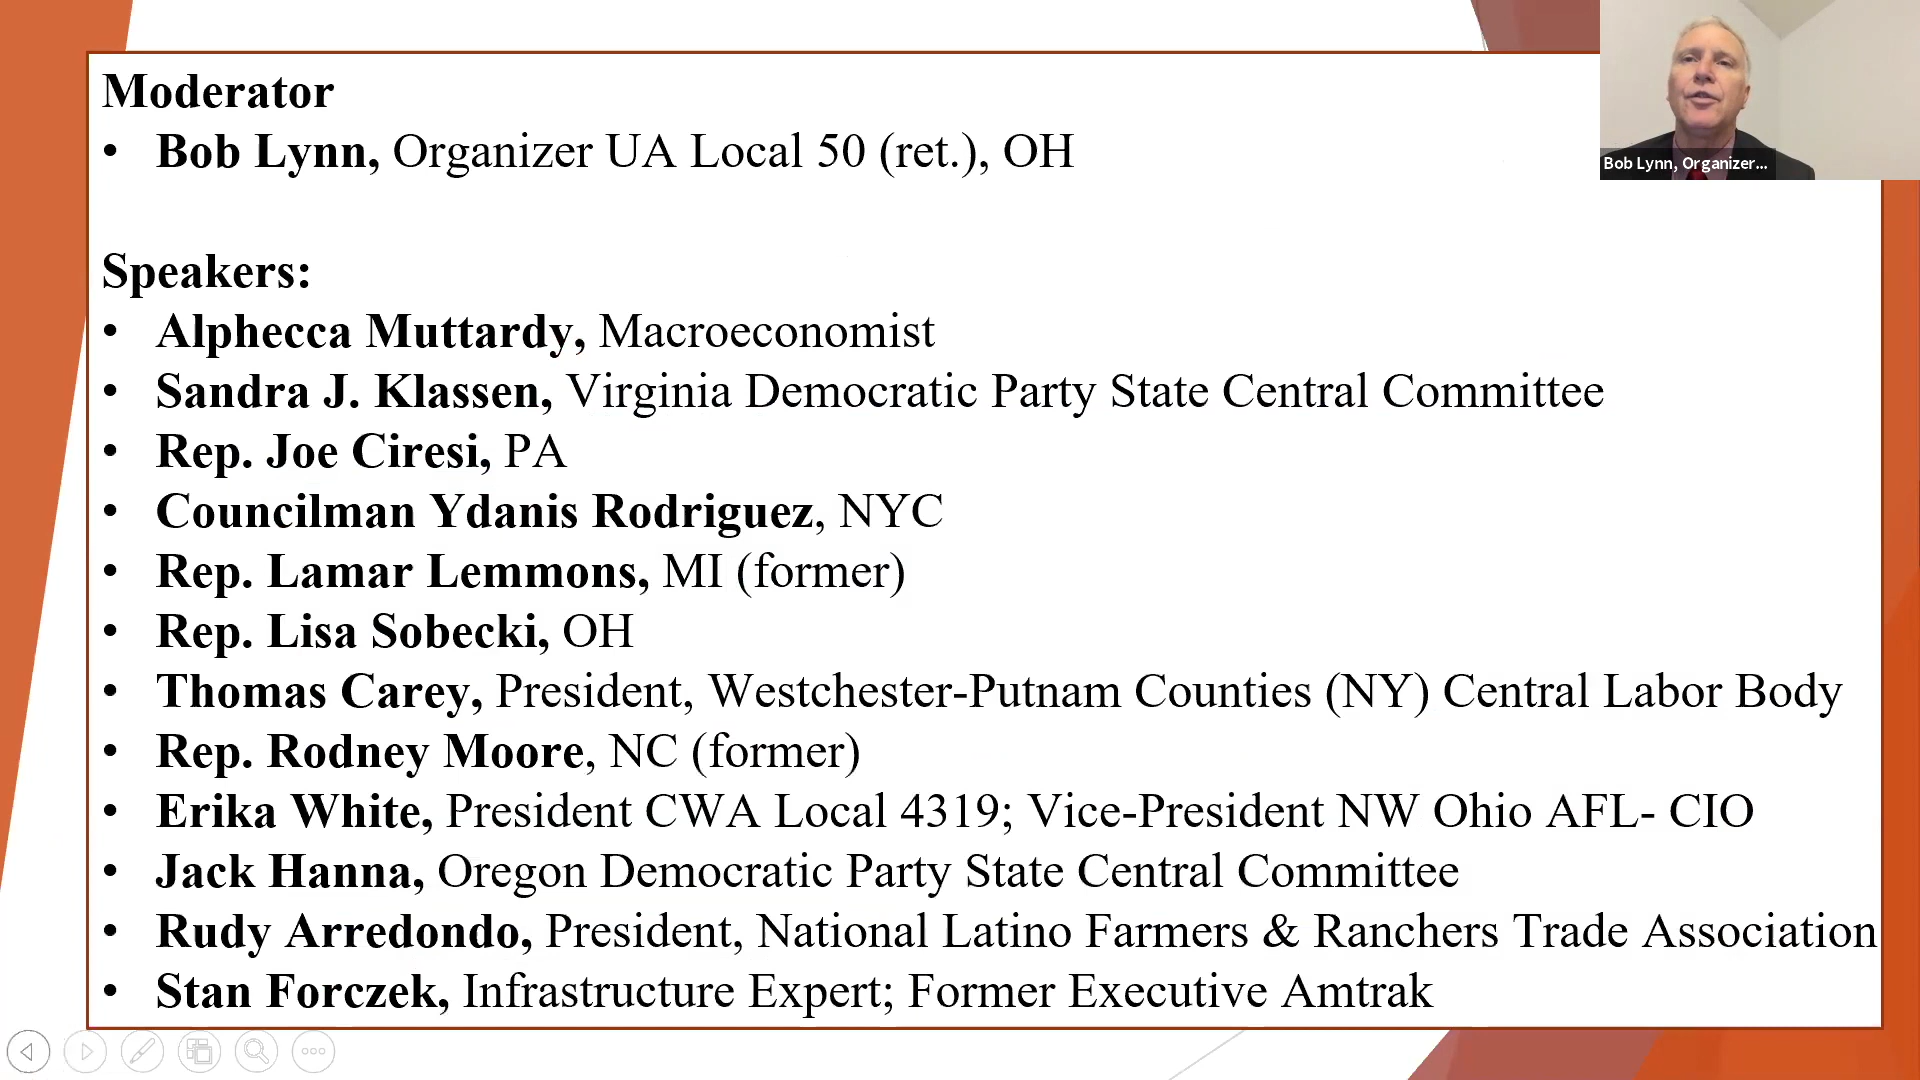 Moderator
• Bob Lynn, Organizer UA Local 50 (ret.), OH
Speakers:
• Alphecca Muttardy, Macroeconomist
• Sandra J. Klassen, Virginia Democratic Party State Central Committee
• Rep. Joe Ciresi, PA
• Councilman Ydanis Rodriguez, NYC
• Rep. Lamar Lemmons, MI (former)
• Rep. Lisa Sobecki, OH
• Thomas Carey, President, Westchester-Putnam Counties (NY) Central Labor Body
• Rep. Rodney Moore, NC (former)
• Erika White, President CWA Local 4319; Vice-President NW Ohio AFL- CIO
• Jack Hanna, Oregon Democratic Party State Central Committee
• Rudy Arredondo, President, National Latino Farmers & Ranchers Trade Association
• Stan Forczek, Infrastructure Expert; Former Executive Amtrak
Bob Lynn, Organizer...